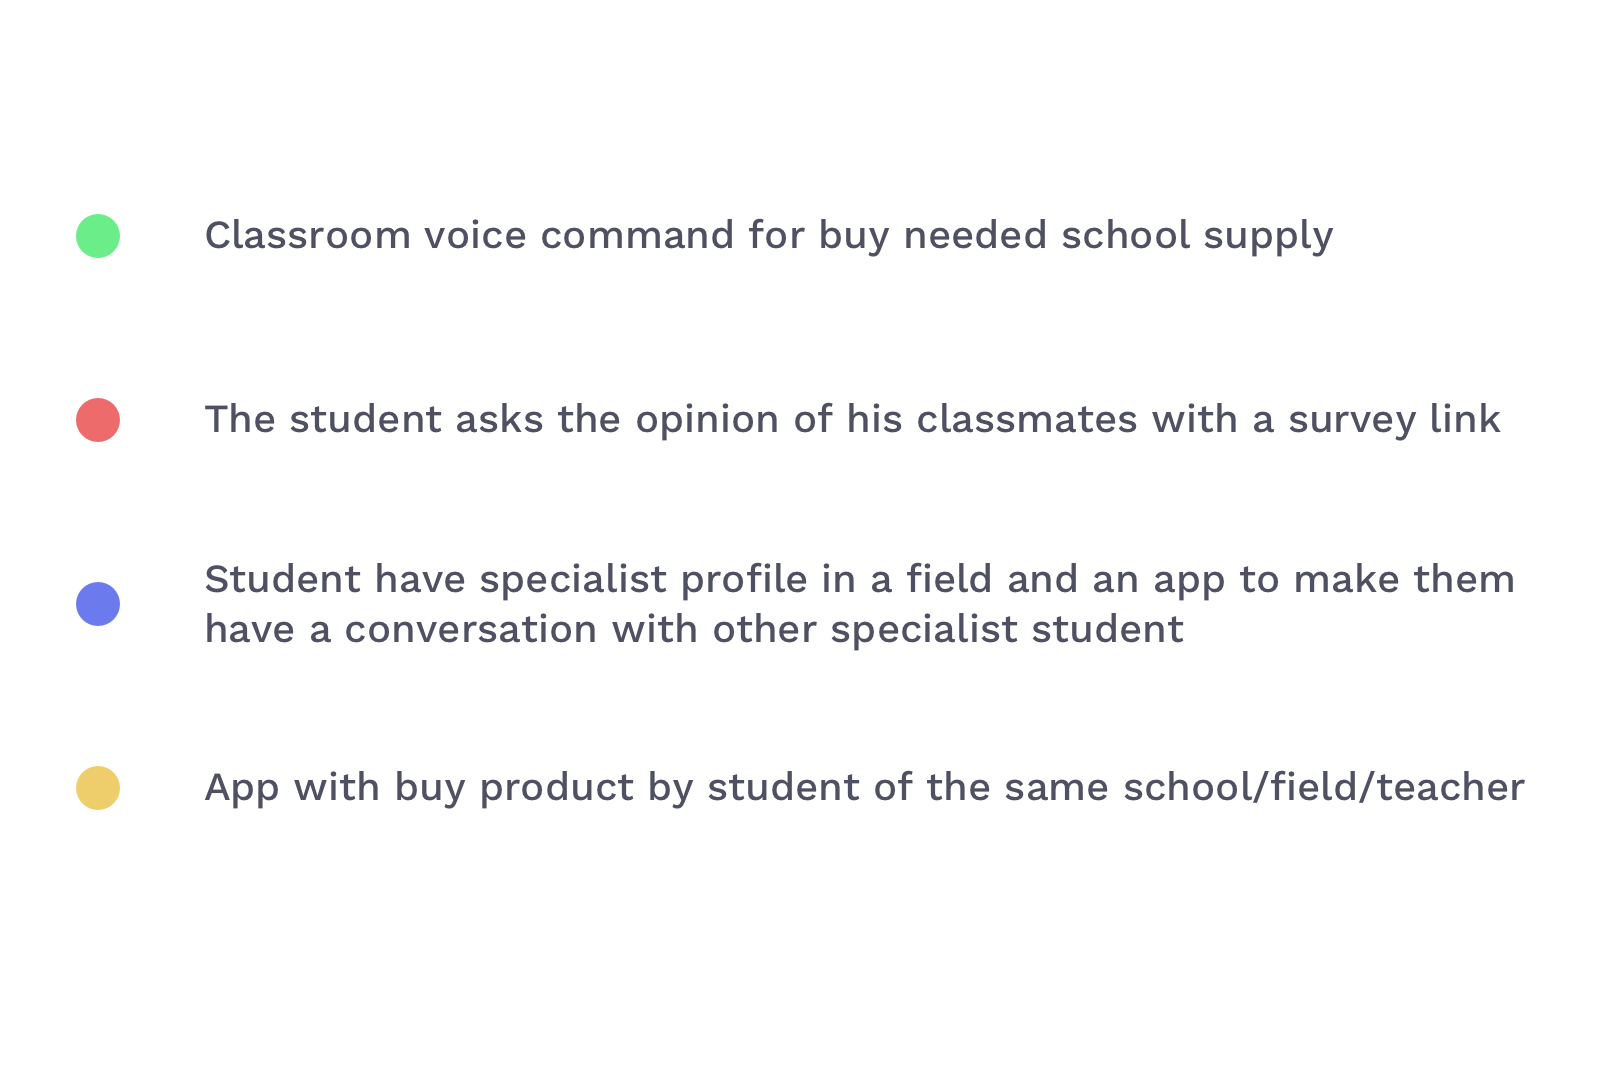 Classroom voice command for buy needed school supply
The student asks the opinion of his classmates with a survey link
Student have specialist profile in a field and an app to make them
have a conversation with other specialist student
App with buy product by student of the same school/field/teacher